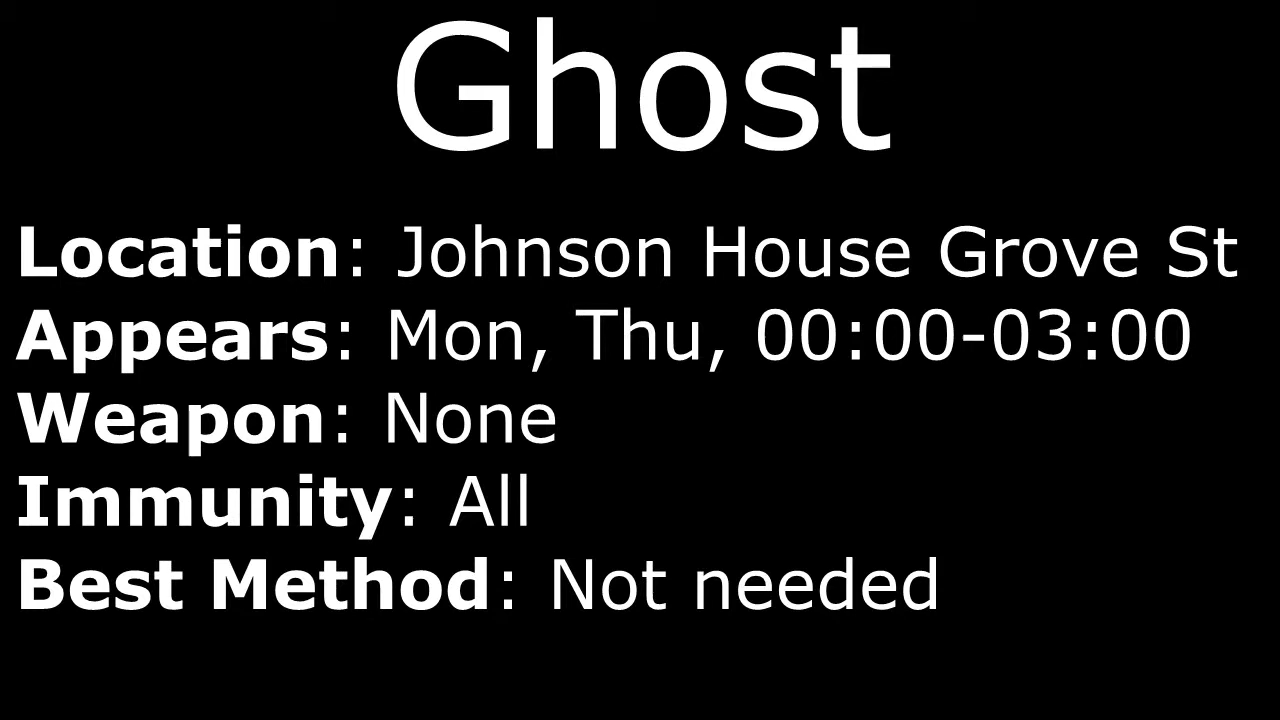 Ghost
Location: Johnson House Grove St
Appears: Mon, Thu, 00:00-03:00
Weapon: None
Immunity: All
Best Method: Not needed